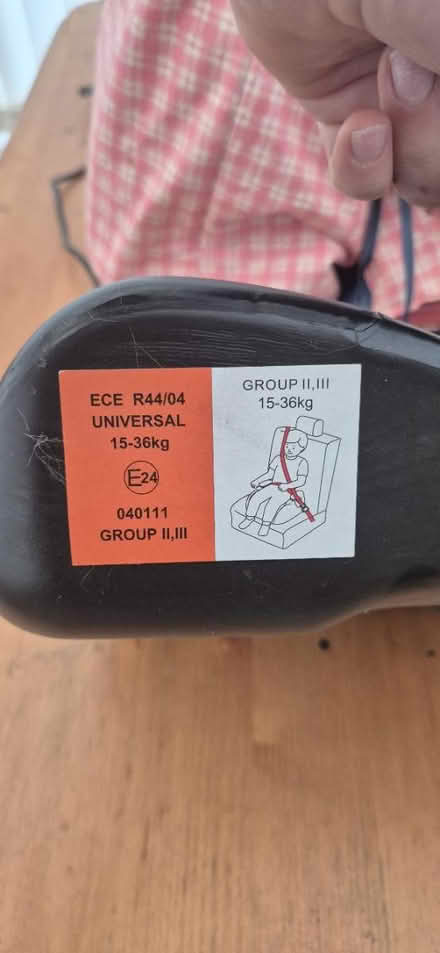 ECE R44/04
UNIVERSAL
15-36kg
E24
040111
GROUP II,III
GROUP II,III
15-36kg